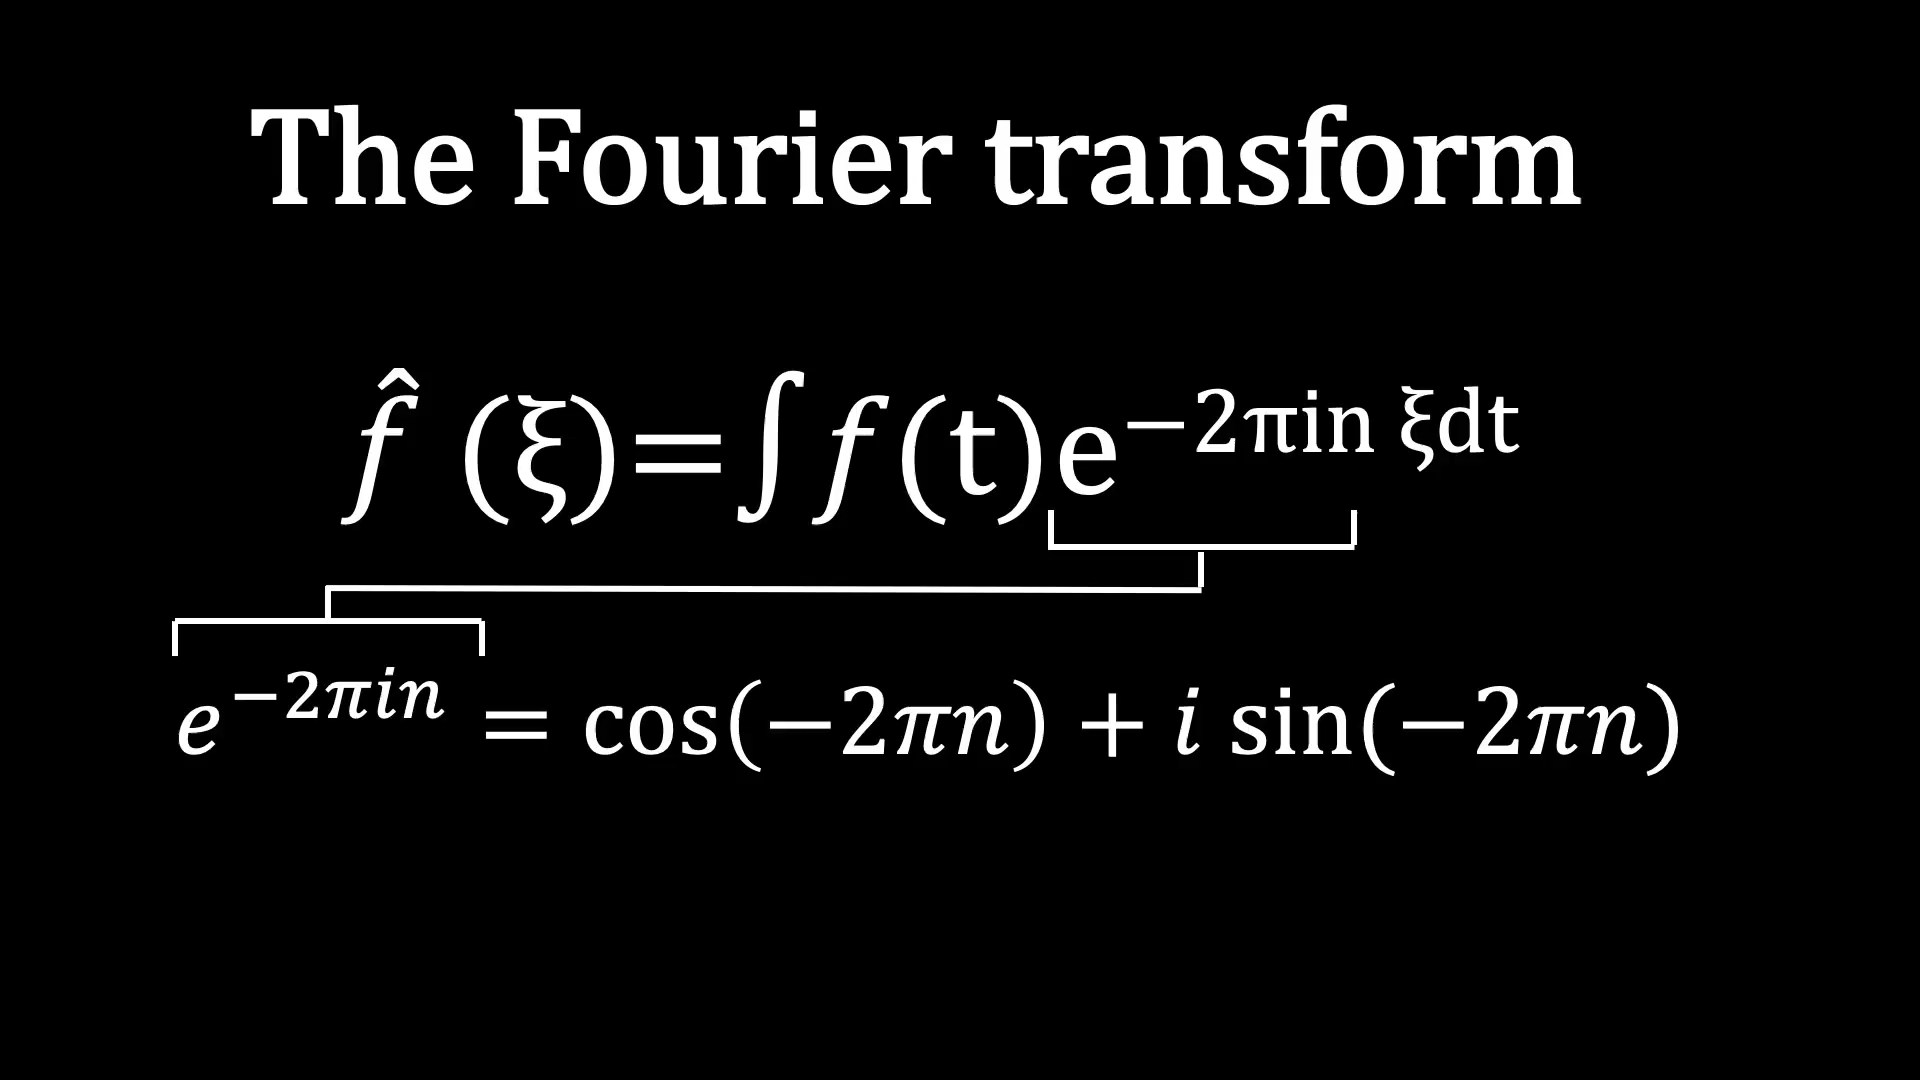 The Fourier transform
f̂ (ξ)=∫f(t)e^−2πin ξdt
e^−2πin = cos(−2πn) + i sin(−2πn)